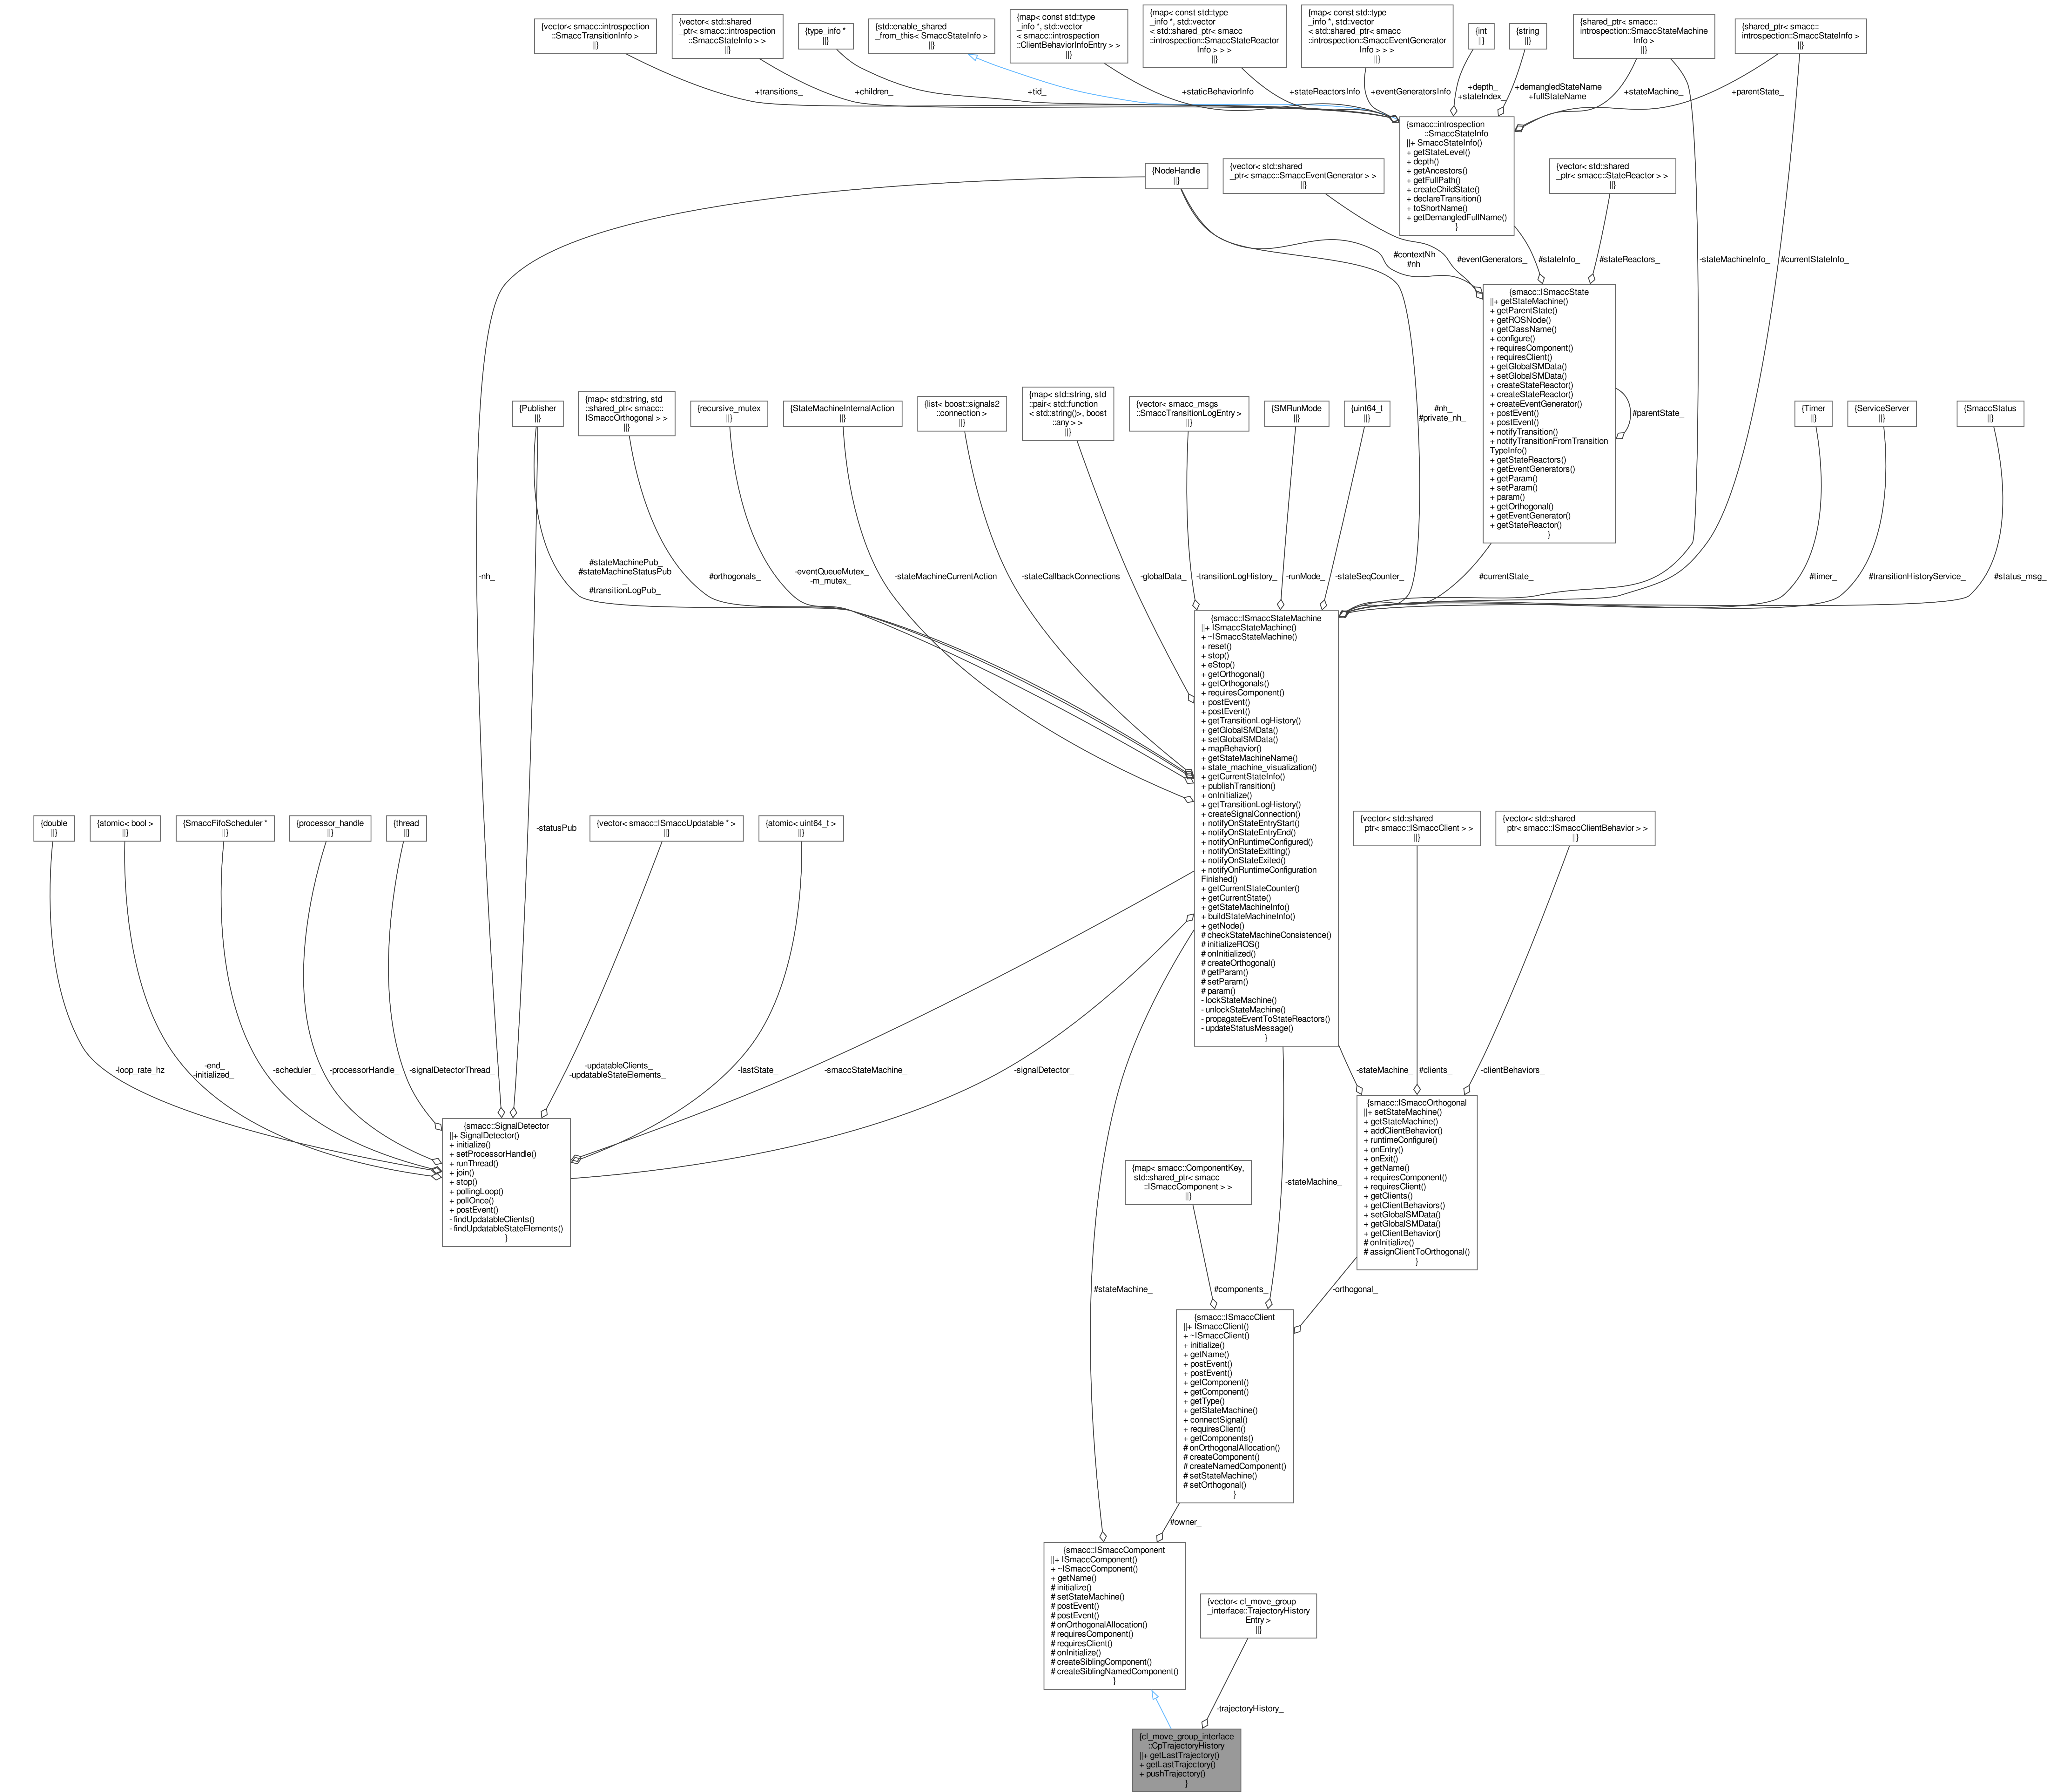 {vector< smacc::introspection
::SmaccTransitionInfo >
||}
{vector< std::shared
_ptr< smacc::introspection
::SmaccStateInfo > >
||}
{type_info *
||}
{std::enable_shared
_from_this< SmaccStateInfo >
||}
{map< const std::type
_info *, std::vector
< smacc::introspection
::ClientBehaviorInfoEntry > >
||}
{map< const std::type
_info *, std::vector
< std::shared_ptr< smacc
::introspection::SmaccStateReactor
Info > > >
||}
{map< const std::type
_info *, std::vector
< std::shared_ptr< smacc
::introspection::SmaccEventGenerator
Info > > >
||}
{int
||}
{string
||}
{shared_ptr< smacc::
introspection::SmaccStateMachine
Info >
||}
{shared_ptr< smacc::
introspection::SmaccStateInfo >
||}
+transitions_
+children_
+tid_
+staticBehaviorInfo
+stateReactorsInfo
+eventGeneratorsInfo
+depth_
+stateIndex_
+demangledStateName
+fullStateName
+stateMachine_
+parentState_
{smacc::introspection
::SmaccStateInfo
||+ SmaccStateInfo()
+ getStateLevel()
+ depth()
+ getAncestors()
+ getFullPath()
+ createChildState()
+ declareTransition()
+ toShortName()
+ getDemangledFullName()
}
{NodeHandle
||}
{vector< std::shared
_ptr< smacc::SmaccEventGenerator > >
||}
{vector< std::shared
_ptr< smacc::StateReactor > >
||}
#contextNh
#nh
#eventGenerators_
#stateInfo_
#stateReactors_
-stateMachineInfo_
#currentStateInfo_
{smacc::ISmaccState
||+ getStateMachine()
+ getParentState()
+ getROSNode()
+ getClassName()
+ configure()
+ requiresComponent()
+ requiresClient()
+ getGlobalSMData()
+ setGlobalSMData()
+ createStateReactor()
+ createStateReactor()
+ createEventGenerator()
+ postEvent()
+ postEvent()
+ notifyTransition()
+ notifyTransitionFromTransition
TypeInfo()
+ getStateReactors()
+ getEventGenerators()
+ getParam()
+ setParam()
+ param()
+ getOrthogonal()
+ getEventGenerator()
+ getStateReactor()
}
#parentState_
{Publisher
||}
{map< std::string, std
::shared_ptr< smacc::
ISmaccOrthogonal > >
||}
{recursive_mutex
||}
{StateMachineInternalAction
||}
{list< boost::signals2
::connection >
||}
{map< std::string, std
::pair< std::function
< std::string()>, boost
::any > >
||}
{vector< smacc_msgs
::SmaccTransitionLogEntry >
||}
{SMRunMode
||}
{uint64_t
||}
#nh_
#private_nh_
{Timer
||}
{ServiceServer
||}
{SmaccStatus
||}
-nh_
#stateMachinePub_
#stateMachineStatusPub
_
#transitionLogPub_
#orthogonals_
-eventQueueMutex_
-m_mutex_
-stateMachineCurrentAction
-stateCallbackConnections
-globalData_
-transitionLogHistory_
-runMode_
-stateSeqCounter_
#currentState_
#timer_
#transitionHistoryService_
#status_msg_
{smacc::ISmaccStateMachine
||+ ISmaccStateMachine()
+ ~ISmaccStateMachine()
+ reset()
+ stop()
+ eStop()
+ getOrthogonal()
+ getOrthogonals()
+ requiresComponent()
+ postEvent()
+ postEvent()
+ getTransitionLogHistory()
+ getGlobalSMData()
+ setGlobalSMData()
+ mapBehavior()
+ getStateMachineName()
+ state_machine_visualization()
+ getCurrentStateInfo()
+ publishTransition()
+ onInitialize()
+ getTransitionLogHistory()
+ createSignalConnection()
+ notifyOnStateEntryStart()
+ notifyOnStateEntryEnd()
+ notifyOnRuntimeConfigured()
+ notifyOnStateExitting()
+ notifyOnStateExited()
+ notifyOnRuntimeConfiguration
Finished()
+ getCurrentStateCounter()
+ getCurrentState()
+ getStateMachineInfo()
+ buildStateMachineInfo()
+ getNode()
# checkStateMachineConsistence()
# initializeROS()
# onInitialized()
# createOrthogonal()
# getParam()
# setParam()
# param()
- lockStateMachine()
- unlockStateMachine()
- propagateEventToStateReactors()
- updateStatusMessage()
}
{double
||}
{atomic< bool >
||}
{SmaccFifoScheduler *
||}
{processor_handle
||}
{thread
||}
-statusPub_
{vector< smacc::ISmaccUpdatable * >
||}
{atomic< uint64_t >
||}
{vector< std::shared
_ptr< smacc::ISmaccClient > >
||}
{vector< std::shared
_ptr< smacc::ISmaccClientBehavior > >
||}
-loop_rate_hz
-end_
-initialized_
-scheduler_
-processorHandle_
-signalDetectorThread_
-updatableClients_
-updatableStateElements_
-lastState_
-smaccStateMachine_
-signalDetector_
-stateMachine_
#clients_
-clientBehaviors_
{smacc::SignalDetector
||+ SignalDetector()
+ initialize()
+ setProcessorHandle()
+ runThread()
+ join()
+ stop()
+ pollingLoop()
+ pollOnce()
+ postEvent()
- findUpdatableClients()
- findUpdatableStateElements()
}
{smacc::ISmaccOrthogonal
||+ setStateMachine()
+ getStateMachine()
+ addClientBehavior()
+ runtimeConfigure()
+ onEntry()
+ onExit()
+ getName()
+ requiresComponent()
+ requiresClient()
+ getClients()
+ getClientBehaviors()
+ setGlobalSMData()
+ getGlobalSMData()
+ getClientBehavior()
# onInitialize()
# assignClientToOrthogonal()
}
{map< smacc::ComponentKey,
std::shared_ptr< smacc
::ISmaccComponent > >
||}
-stateMachine_
#stateMachine_
#components_
-orthogonal_
{smacc::ISmaccClient
||+ ISmaccClient()
+ ~ISmaccClient()
+ initialize()
+ getName()
+ postEvent()
+ postEvent()
+ getComponent()
+ getComponent()
+ getType()
+ getStateMachine()
+ connectSignal()
+ requiresClient()
+ getComponents()
# onOrthogonalAllocation()
# createComponent()
# createNamedComponent()
# setStateMachine()
# setOrthogonal()
}
#owner_
{smacc::ISmaccComponent
||+ ISmaccComponent()
+ ~ISmaccComponent()
+ getName()
# initialize()
# setStateMachine()
# postEvent()
# postEvent()
# onOrthogonalAllocation()
# requiresComponent()
# requiresClient()
# onInitialize()
# createSiblingComponent()
# createSiblingNamedComponent()
}
{vector< cl_move_group
_interface::TrajectoryHistory
Entry >
||}
-trajectoryHistory_
{cl_move_group_interface
::CpTrajectoryHistory
||+ getLastTrajectory()
+ getLastTrajectory()
+ pushTrajectory()
}